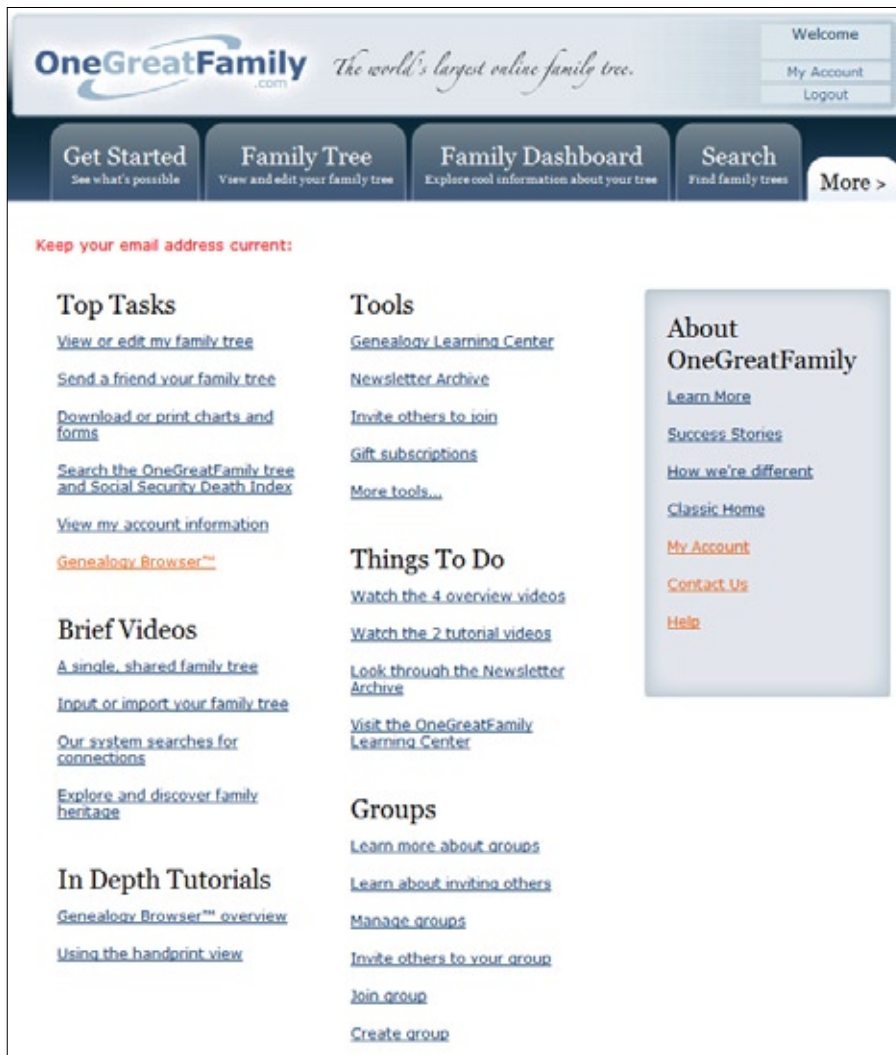 OneGreatFamily
.com
The world's largest online family tree.
Welcome
My Account
Logout
Get Started
See what's possible
Family Tree
View and edit your family tree
Family Dashboard
Explore cool information about your tree
Search
Find family trees
More >
Keep your email address current:
Top Tasks
View or edit my family tree
Send a friend your family tree
Download or print charts and
forms
Search the OneGreatFamily tree
and Social Security Death Index
View my account information
Genealogy Browser™
Brief Videos
A single, shared family tree
Input or import your family tree
Our system searches for
connections
Explore and discover family
heritage
In Depth Tutorials
Genealogy Browser™ overview
Using the handprint view
Tools
Genealogy Learning Center
Newsletter Archive
Invite others to join
Gift subscriptions
More tools...
Things To Do
Watch the 4 overview videos
Watch the 2 tutorial videos
Look through the Newsletter
Archive
Visit the OneGreatFamily
Learning Center
Groups
Learn more about groups
Learn about inviting others
Manage groups
Invite others to your group
Join group
Create group
About
OneGreatFamily
Learn More
Success Stories
How we're different
Classic Home
My Account
Contact Us
Help